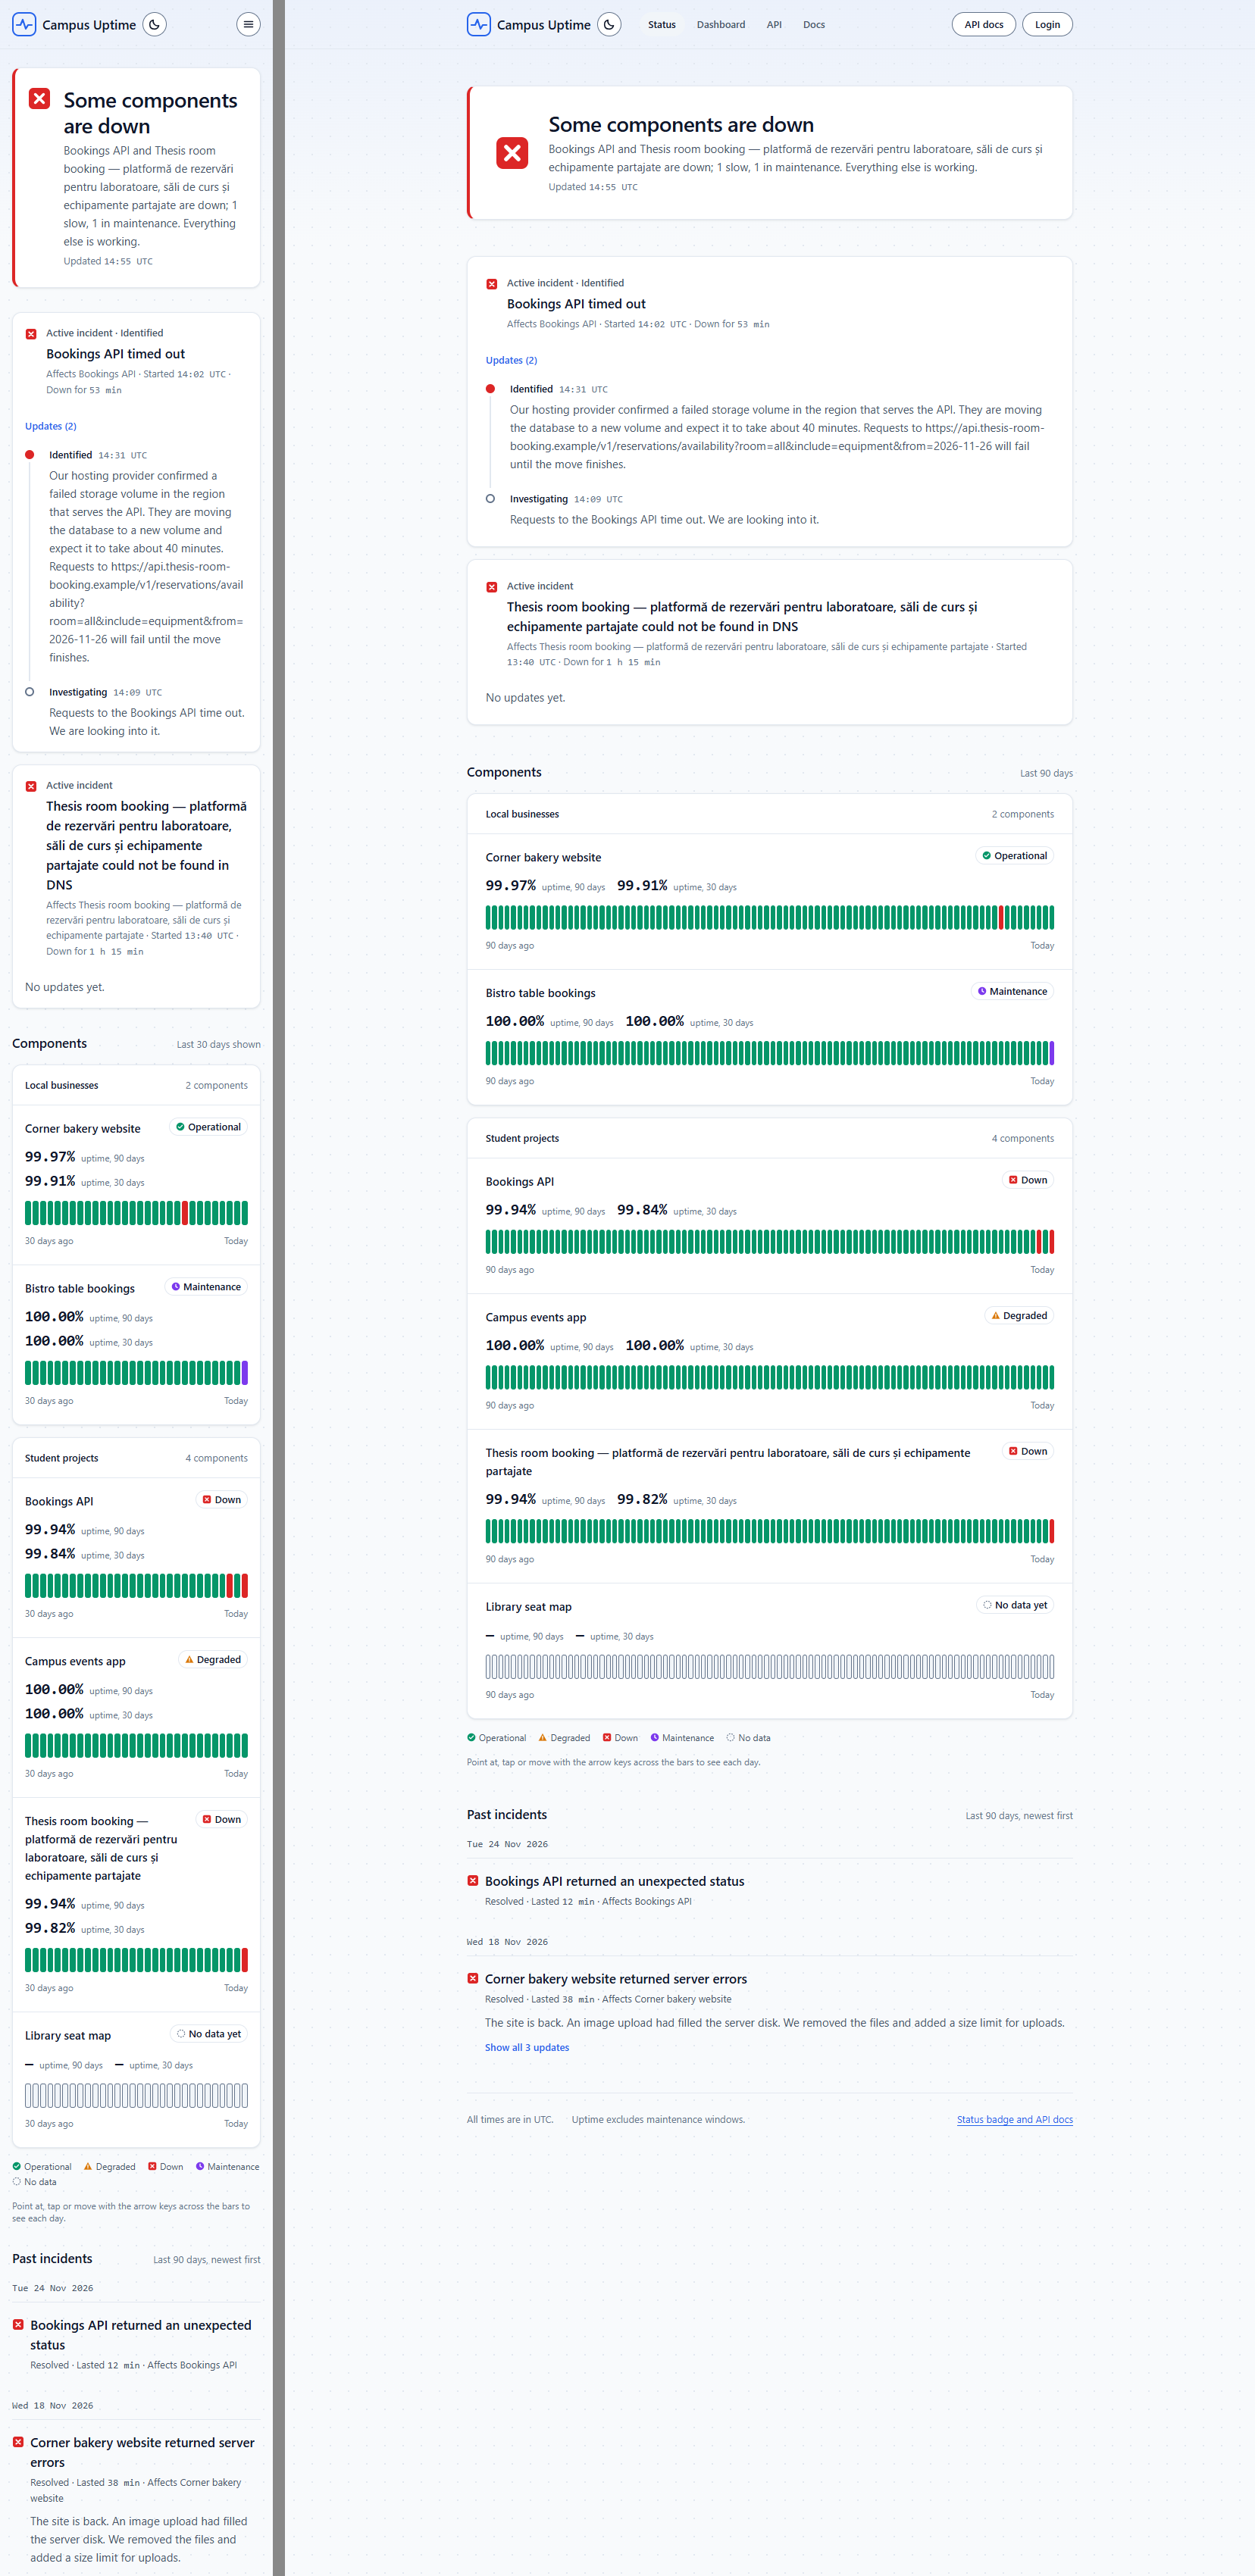 Campus Uptime
Some components
are down
Bookings API and Thesis room
booking — platformă de rezervări
pentru laboratoare, săli de curs și
echipamente partajate are down; 1
slow, 1 in maintenance. Everything
else is working.
Updated 14:55 UTC
Active incident · Identified
Bookings API timed out
Affects Bookings API · Started 14:02 UTC ·
Down for 53 min
Updates (2)
Identified 14:31 UTC
Our hosting provider confirmed a
failed storage volume in the region
that serves the API. They are moving
the database to a new volume and
expect it to take about 40 minutes.
Requests to https://api.thesis-room-
booking.example/v1/reservations/avail
ability?
room=all&include=equipment&from=
2026-11-26 will fail until the move
finishes.
Investigating 14:09 UTC
Requests to the Bookings API time out.
We are looking into it.
Active incident
Thesis room booking — platformă
de rezervări pentru laboratoare,
săli de curs și echipamente
partajate could not be found in
DNS
Affects Thesis room booking — platformă de
rezervări pentru laboratoare, săli de curs și
echipamente partajate · Started 13:40 UTC ·
Down for 1 h 15 min
No updates yet.
Components Last 30 days shown
Local businesses 2 components
Corner bakery website Operational
99.97% uptime, 90 days
99.91% uptime, 30 days
30 days ago Today
Bistro table bookings Maintenance
100.00% uptime, 90 days
100.00% uptime, 30 days
30 days ago Today
Student projects 4 components
Bookings API Down
99.94% uptime, 90 days
99.84% uptime, 30 days
30 days ago Today
Campus events app Degraded
100.00% uptime, 90 days
100.00% uptime, 30 days
30 days ago Today
Thesis room booking — Down
platformă de rezervări pentru
laboratoare, săli de curs și
echipamente partajate
99.94% uptime, 90 days
99.82% uptime, 30 days
30 days ago Today
Library seat map No data yet
— uptime, 90 days — uptime, 30 days
30 days ago Today
Operational Degraded Down Maintenance
No data
Point at, tap or move with the arrow keys across the bars to
see each day.
Past incidents Last 90 days, newest first
Tue 24 Nov 2026
Bookings API returned an unexpected
status
Resolved · Lasted 12 min · Affects Bookings API
Wed 18 Nov 2026
Corner bakery website returned server
errors
Resolved · Lasted 38 min · Affects Corner bakery
website
The site is back. An image upload had filled
the server disk. We removed the files and
added a size limit for uploads.
Campus Uptime Status Dashboard API Docs API docs Login
Some components are down
Bookings API and Thesis room booking — platformă de rezervări pentru laboratoare, săli de curs și
echipamente partajate are down; 1 slow, 1 in maintenance. Everything else is working.
Updated 14:55 UTC
Active incident · Identified
Bookings API timed out
Affects Bookings API · Started 14:02 UTC · Down for 53 min
Updates (2)
Identified 14:31 UTC
Our hosting provider confirmed a failed storage volume in the region that serves the API. They are moving
the database to a new volume and expect it to take about 40 minutes. Requests to https://api.thesis-room-
booking.example/v1/reservations/availability?room=all&include=equipment&from=2026-11-26 will fail
until the move finishes.
Investigating 14:09 UTC
Requests to the Bookings API time out. We are looking into it.
Active incident
Thesis room booking — platformă de rezervări pentru laboratoare, săli de curs și
echipamente partajate could not be found in DNS
Affects Thesis room booking — platformă de rezervări pentru laboratoare, săli de curs și echipamente partajate · Started
13:40 UTC · Down for 1 h 15 min
No updates yet.
Components Last 90 days
Local businesses 2 components
Corner bakery website Operational
99.97% uptime, 90 days 99.91% uptime, 30 days
90 days ago Today
Bistro table bookings Maintenance
100.00% uptime, 90 days 100.00% uptime, 30 days
90 days ago Today
Student projects 4 components
Bookings API Down
99.94% uptime, 90 days 99.84% uptime, 30 days
90 days ago Today
Campus events app Degraded
100.00% uptime, 90 days 100.00% uptime, 30 days
90 days ago Today
Thesis room booking — platformă de rezervări pentru laboratoare, săli de curs și echipamente Down
partajate
99.94% uptime, 90 days 99.82% uptime, 30 days
90 days ago Today
Library seat map No data yet
— uptime, 90 days — uptime, 30 days
90 days ago Today
Operational Degraded Down Maintenance No data
Point at, tap or move with the arrow keys across the bars to see each day.
Past incidents Last 90 days, newest first
Tue 24 Nov 2026
Bookings API returned an unexpected status
Resolved · Lasted 12 min · Affects Bookings API
Wed 18 Nov 2026
Corner bakery website returned server errors
Resolved · Lasted 38 min · Affects Corner bakery website
The site is back. An image upload had filled the server disk. We removed the files and added a size limit for uploads.
Show all 3 updates
All times are in UTC. Uptime excludes maintenance windows. Status badge and API docs